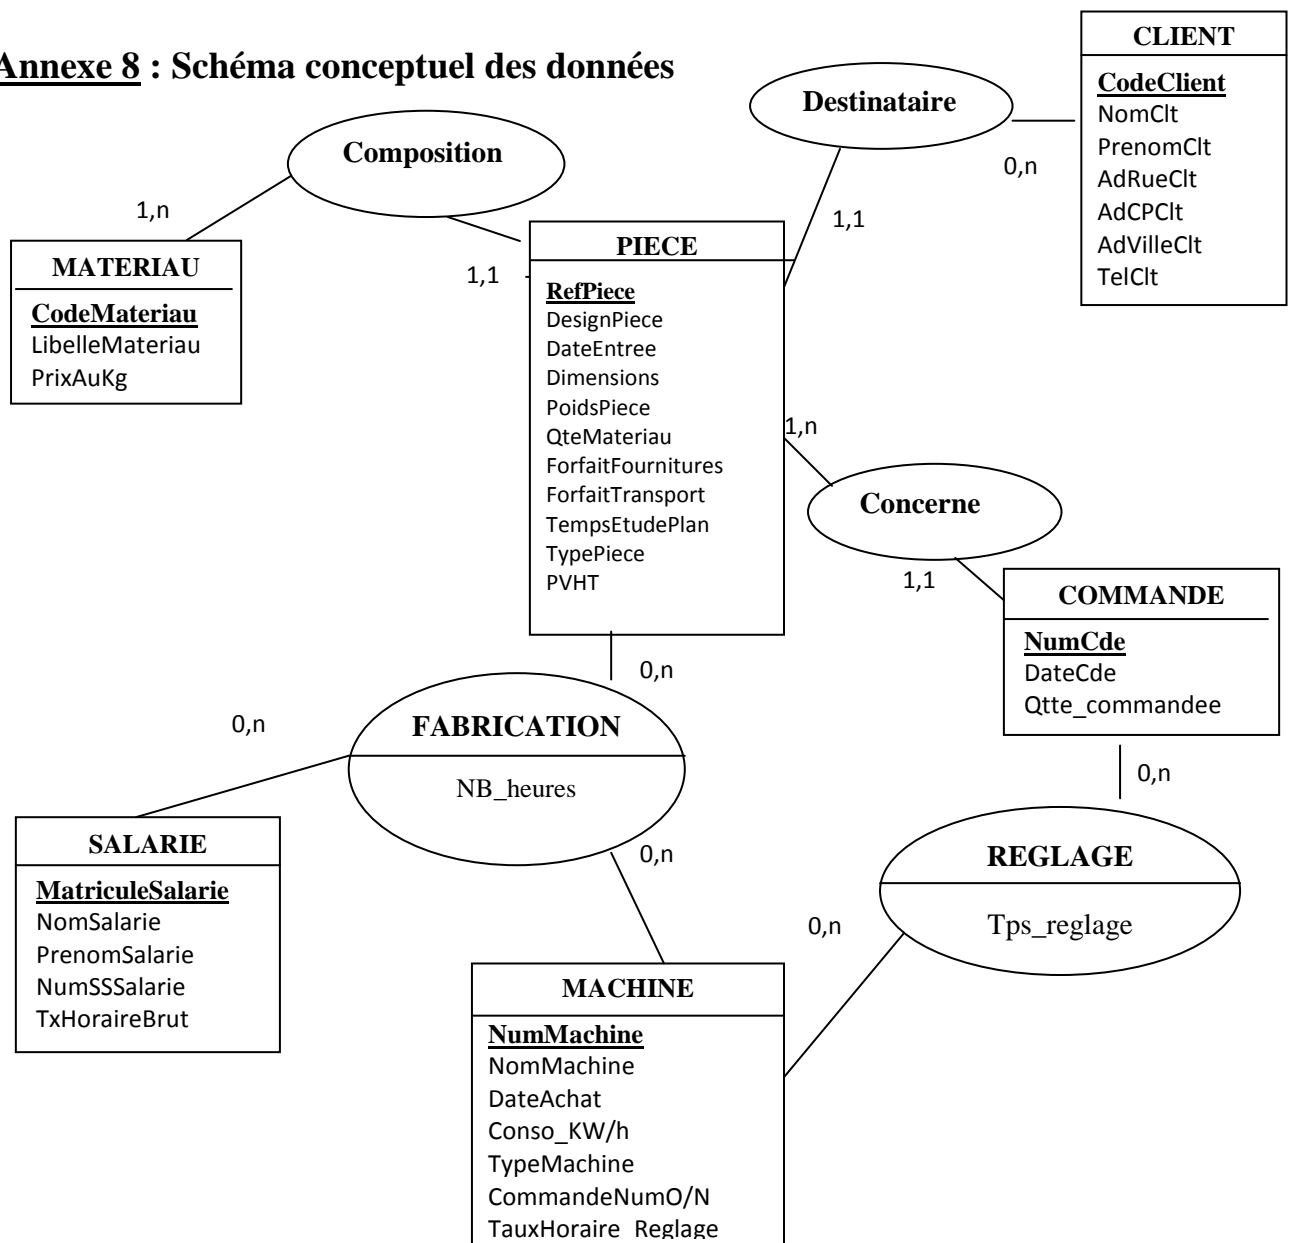 Annexe 8 : Schéma conceptuel des données
CLIENT
CodeClient
NomClt
PrenomClt
AdRueClt
AdCPClt
AdVilleClt
TelClt
Destinataire
0,n
1,1
Composition
1,n
1,1
MATERIAU
CodeMateriau
LibelleMateriau
PrixAuKg
PIECE
RefPiece
DesignPiece
DateEntree
Dimensions
PoidsPiece
QteMateriau
ForfaitFournitures
ForfaitTransport
TempsEtudePlan
TypePiece
PVHT
1,n
Concerne
1,1
COMMANDE
NumCde
DateCde
Qtte_commandee
0,n
0,n
FABRICATION
NB_heures
0,n
0,n
SALARIE
MatriculeSalarie
NomSalarie
PrenomSalarie
NumSSSalarie
TxHoraireBrut
REGLAGE
Tps_reglage
0,n
MACHINE
NumMachine
NomMachine
DateAchat
Conso_KW/h
TypeMachine
CommandeNumO/N
TauxHoraire_Reglage